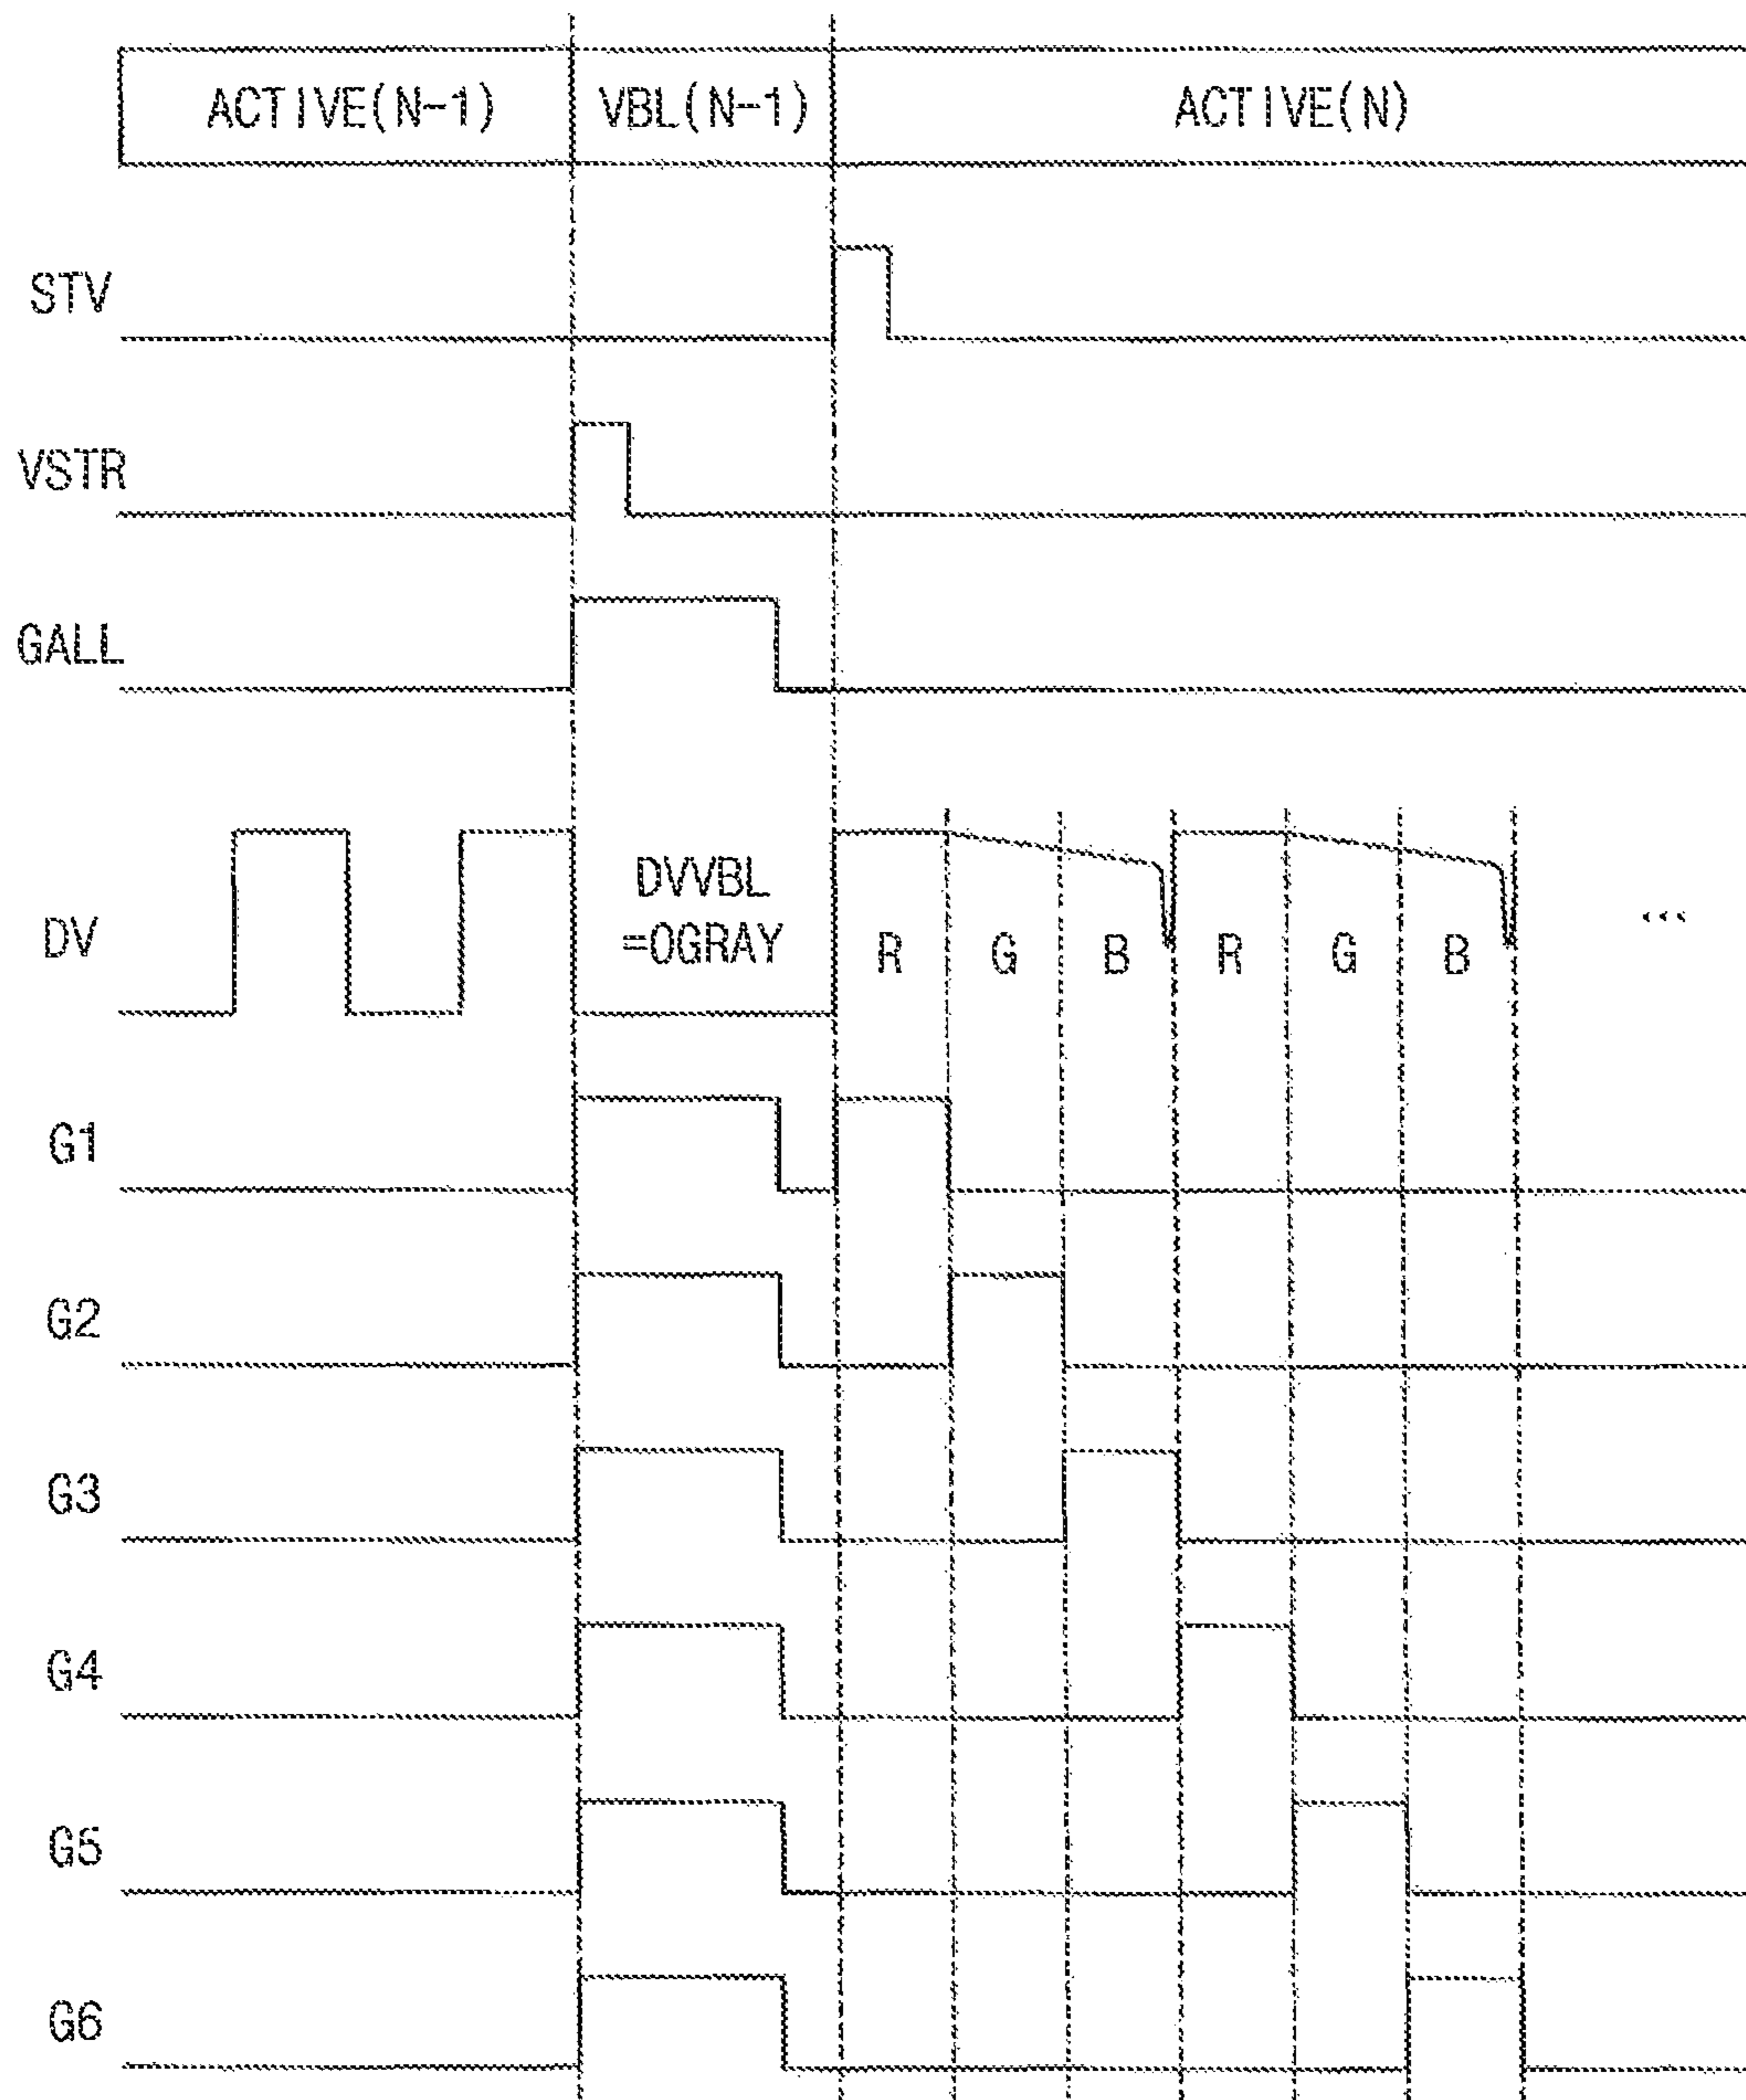 ACTIVE(N-1) VBL(N-1) ACTIVE(N)
STV
VSTR
GALL
DV
DVVBL
=0GRAY
R G B R G B ...
G1
G2
G3
G4
G5
G6